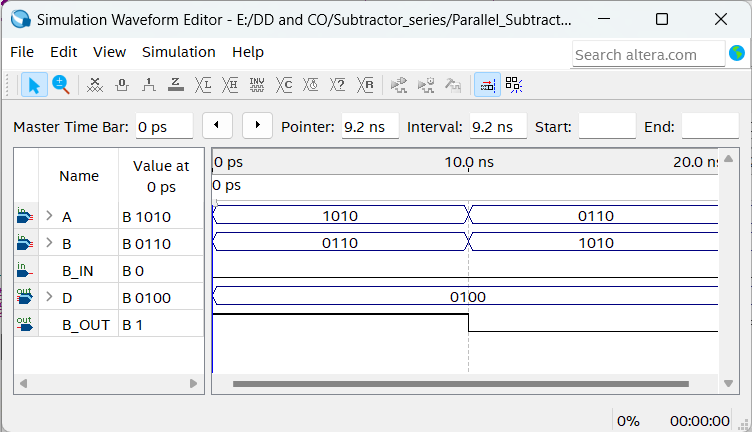 Simulation Waveform Editor - E:/DD and CO/Subtractor_series/Parallel_Subtract...
File Edit View Simulation Help
Search altera.com
Master Time Bar: 0 ps Pointer: 9.2 ns Interval: 9.2 ns Start: End:
Name Value at 0 ps
0 ps 10.0 ns 20.0 ns
0 ps
in A B 1010 1010 0110
in B B 0110 0110 1010
in B_IN B 0
out D B 0100 0100
out B_OUT B 1
0% 00:00:00